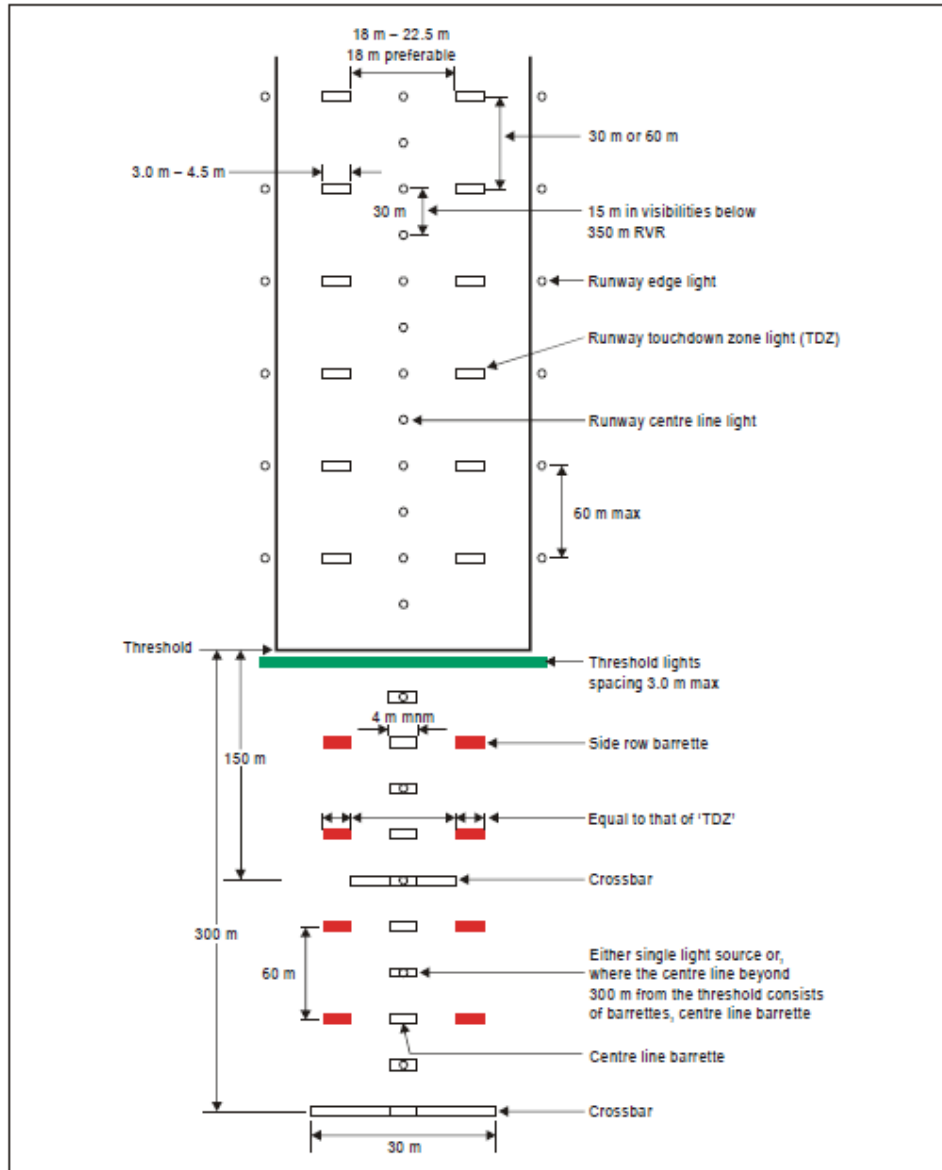 18 m – 22.5 m
18 m preferable
30 m or 60 m
3.0 m – 4.5 m
30 m
15 m in visibilities below
350 m RVR
Runway edge light
Runway touchdown zone light (TDZ)
Runway centre line light
60 m max
Threshold
Threshold lights
spacing 3.0 m max
4 m mnm
Side row barrette
150 m
Equal to that of ‘TDZ’
Crossbar
300 m
60 m
Either single light source or,
where the centre line beyond
300 m from the threshold consists
of barrettes, centre line barrette
Centre line barrette
Crossbar
30 m